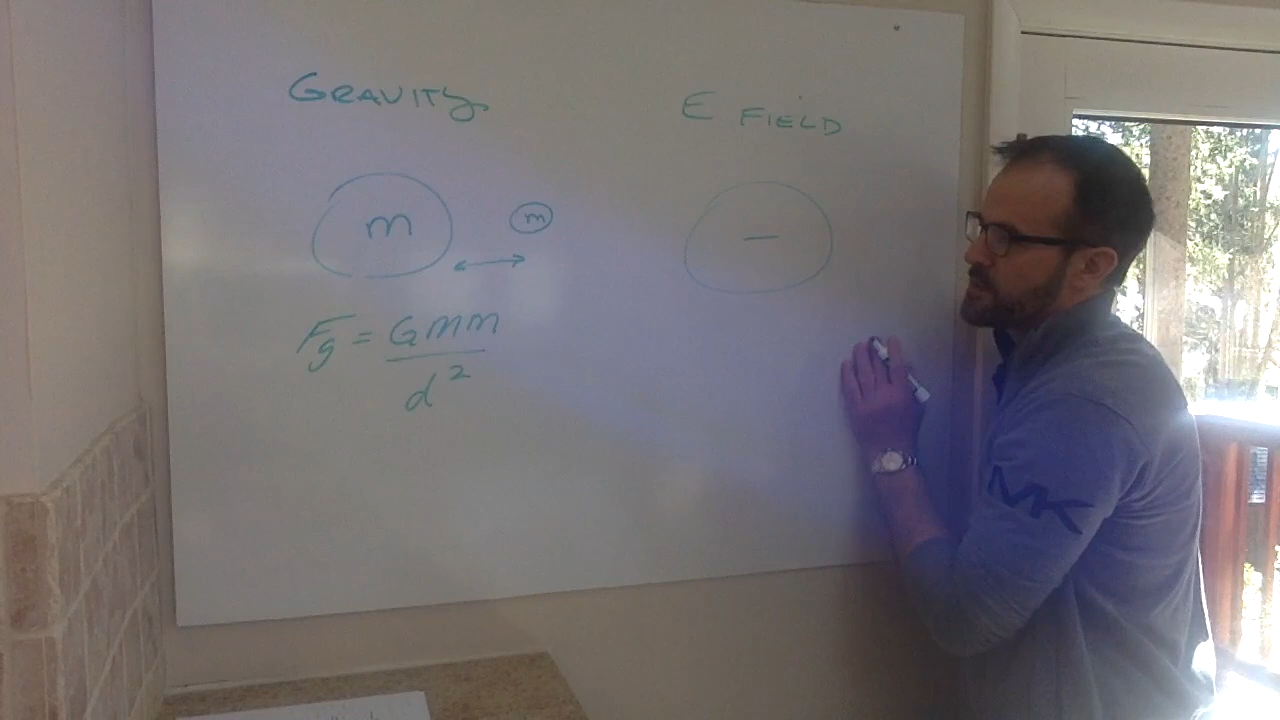 GRAVITY
E FIELD
m
m
−
Fg = Gmm
d²
MK